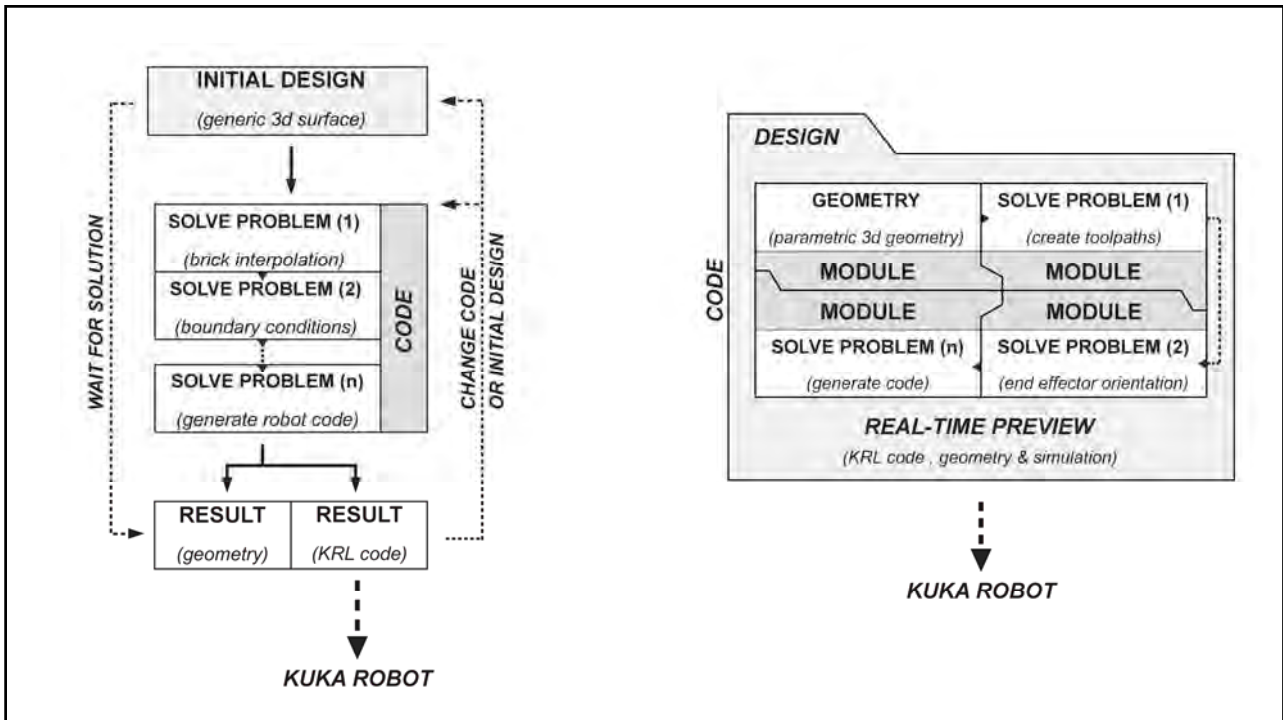 INITIAL DESIGN
(generic 3d surface)
WAIT FOR SOLUTION
SOLVE PROBLEM (1)
(brick interpolation)
SOLVE PROBLEM (2)
(boundary conditions)
SOLVE PROBLEM (n)
(generate robot code)
CODE
CHANGE CODE
OR INITIAL DESIGN
RESULT
(geometry)
RESULT
(KRL code)
KUKA ROBOT
DESIGN
CODE
GEOMETRY
(parametric 3d geometry)
MODULE
SOLVE PROBLEM (1)
(create toolpaths)
MODULE
MODULE
SOLVE PROBLEM (n)
(generate code)
MODULE
SOLVE PROBLEM (2)
(end effector orientation)
REAL-TIME PREVIEW
(KRL code , geometry & simulation)
KUKA ROBOT